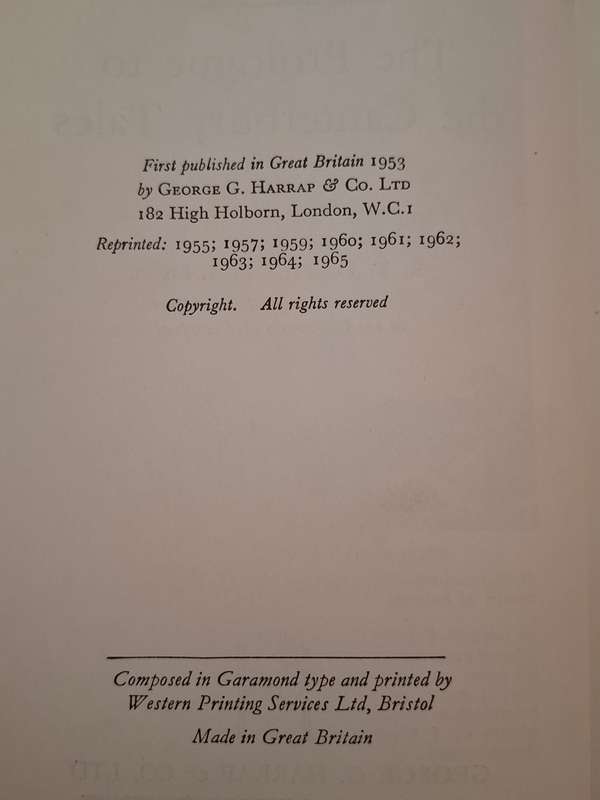 First published in Great Britain 1953
by GEORGE G. HARRAP & CO. LTD
182 High Holborn, London, W.C.1
Reprinted: 1955; 1957; 1959; 1960; 1961; 1962;
1963; 1964; 1965
Copyright. All rights reserved
Composed in Garamond type and printed by
Western Printing Services Ltd, Bristol
Made in Great Britain